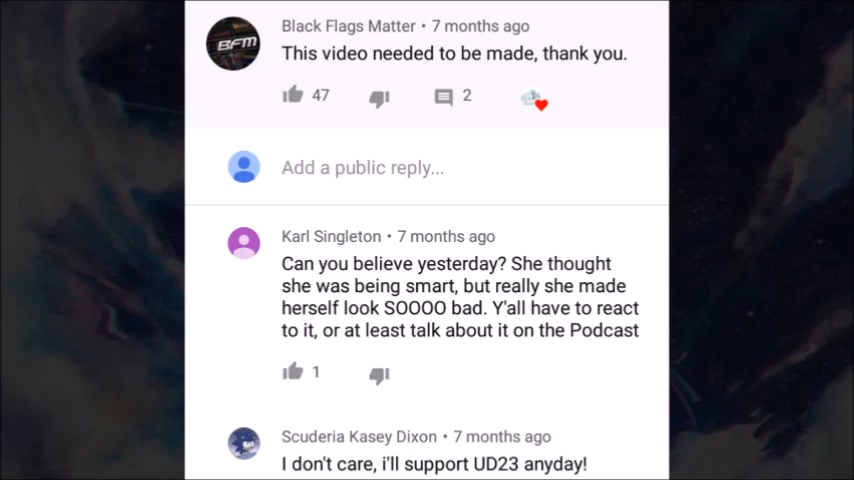 Black Flags Matter • 7 months ago
BFM
This video needed to be made, thank you.
47
2
Add a public reply...
Karl Singleton • 7 months ago
Can you believe yesterday? She thought
she was being smart, but really she made
herself look SOOOO bad. Y'all have to react
to it, or at least talk about it on the Podcast
1
Scuderia Kasey Dixon • 7 months ago
I don't care, i'll support UD23 anyday!